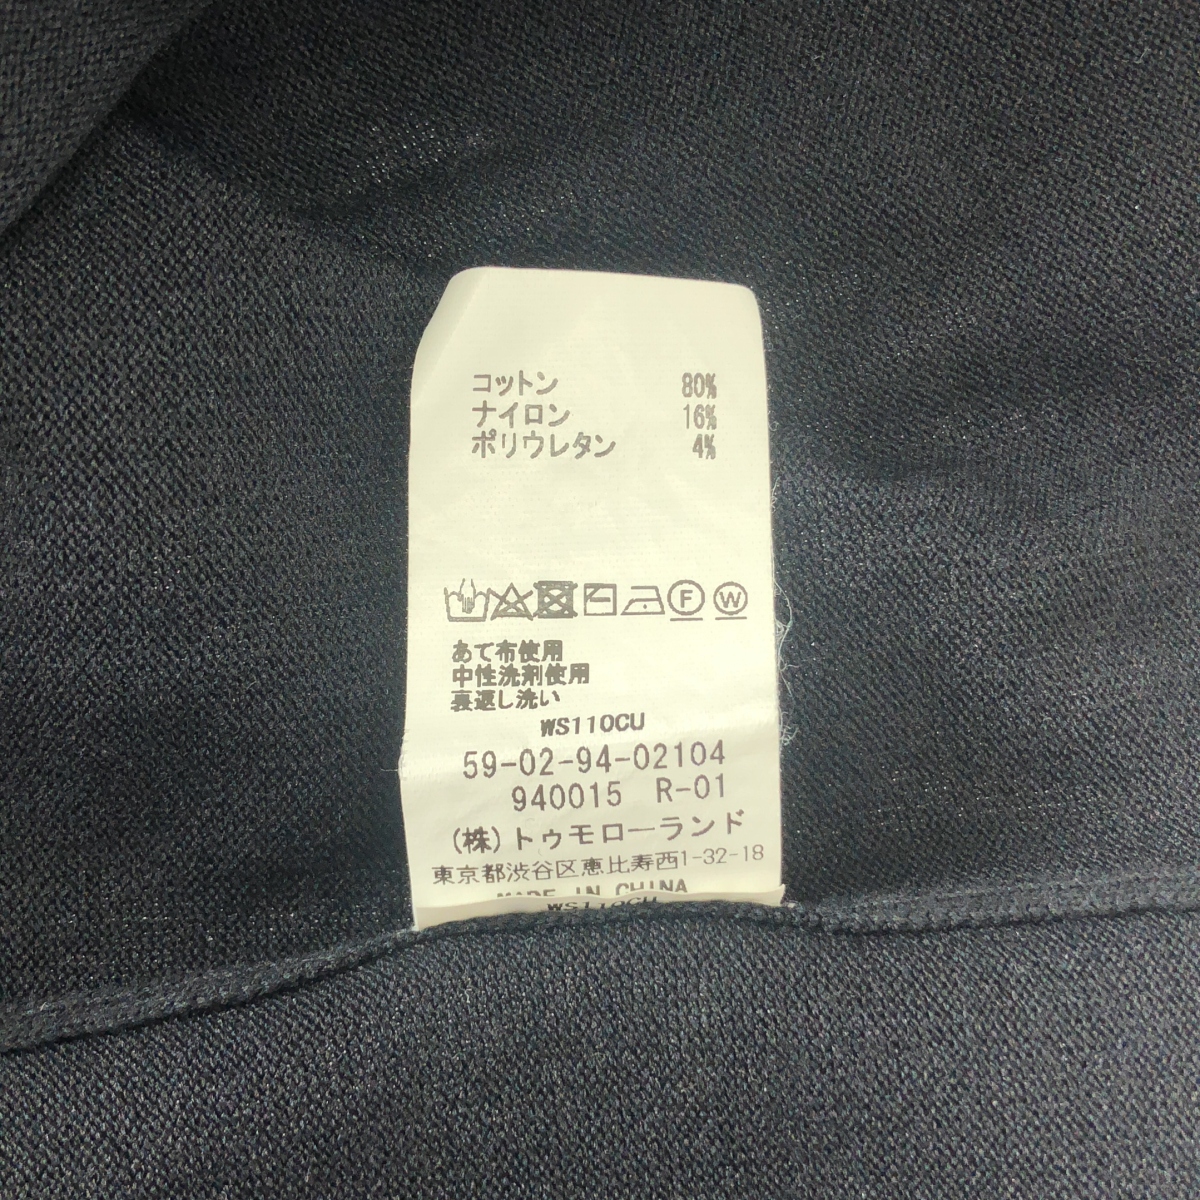 コットン 80%
ナイロン 16%
ポリウレタン 4%
F W
あて布使用
中性洗剤使用
裏返し洗い
WS110CU
59-02-94-02104
940015 R-01
(株)トゥモローランド
東京都渋谷区恵比寿西1-32-18
MADE IN CHINA
WS110CU